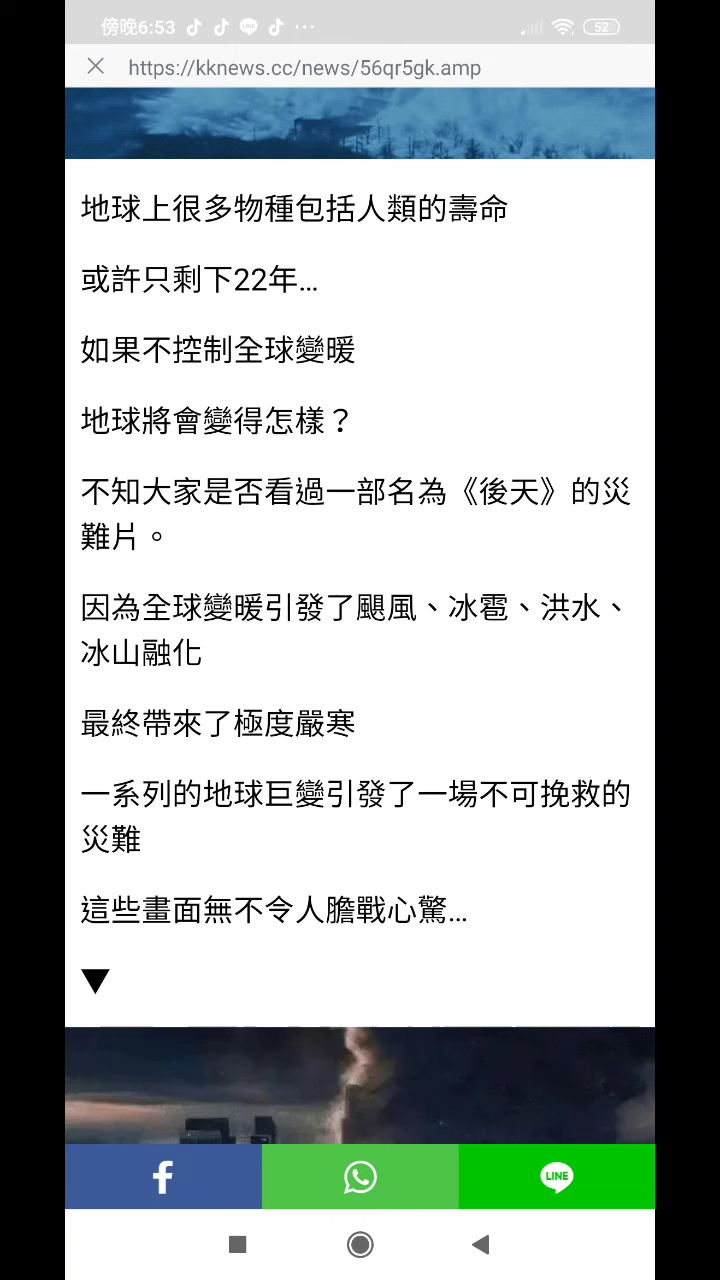 傍晚6:53
LINE
52
https://kknews.cc/news/56qr5gk.amp
地球上很多物種包括人類的壽命
或許只剩下22年...
如果不控制全球變暖
地球將會變得怎樣？
不知大家是否看過一部名為《後天》的災
難片。
因為全球變暖引發了颶風、冰雹、洪水、
冰山融化
最終帶來了極度嚴寒
一系列的地球巨變引發了一場不可挽救的
災難
這些畫面無不令人膽戰心驚...
LINE